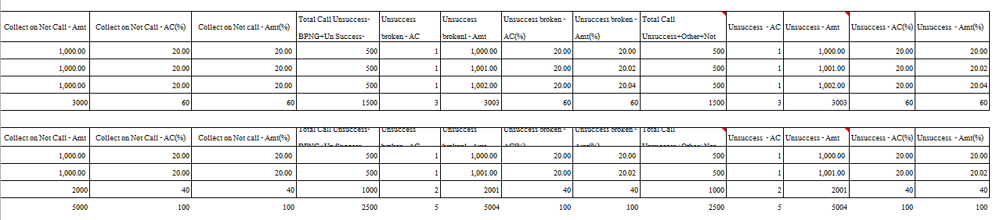 Collect on Not Call - Amt Collect on Not Call - AC(%) Collect on Not call - Amt(%) Total Call Unsuccess- Unsuccess Unsuccess Unsuccess broken - Unsuccess broken - Total Call Unsuccess - AC Unsuccess - Amt Unsuccess - AC(%) Unsuccess - Amt(%)
BPNG+Un Success- broken - AC brokenl - Amt AC(%) Amt(%) Unsuccess+Other+Not
1,000.00 20.00 20.00 500 1 1,000.00 20.00 20.00 500 1 1,000.00 20.00 20.00
1,000.00 20.00 20.00 500 1 1,001.00 20.00 20.02 500 1 1,001.00 20.00 20.02
1,000.00 20.00 20.00 500 1 1,002.00 20.00 20.04 500 1 1,002.00 20.00 20.04
3000 60 60 1500 3 3003 60 60 1500 3 3003 60 60
Collect on Not Call - Amt Collect on Not Call - AC(%) Collect on Not call - Amt(%) Total Call Unsuccess- Unsuccess Unsuccess Unsuccess broken - Unsuccess broken - Total Call Unsuccess - AC Unsuccess - Amt Unsuccess - AC(%) Unsuccess - Amt(%)
1,000.00 20.00 20.00 500 1 1,000.00 20.00 20.00 500 1 1,000.00 20.00 20.00
1,000.00 20.00 20.00 500 1 1,001.00 20.00 20.02 500 1 1,001.00 20.00 20.02
2000 40 40 1000 2 2001 40 40 1000 2 2001 40 40
5000 100 100 2500 5 5004 100 100 2500 5 5004 100 100